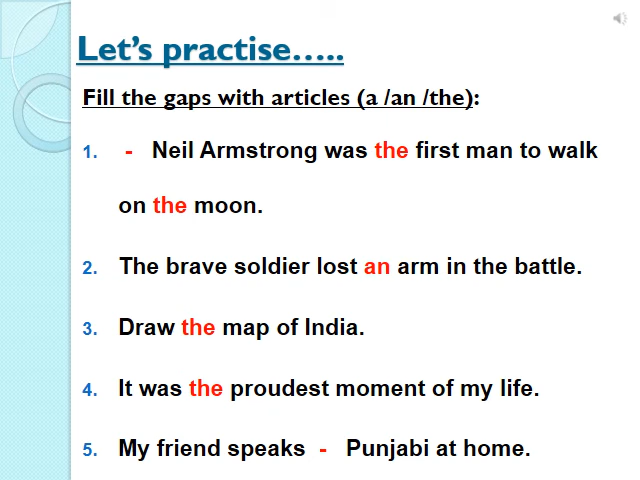 Let's practise…..
Fill the gaps with articles (a /an /the):
1. - Neil Armstrong was the first man to walk
on the moon.
2. The brave soldier lost an arm in the battle.
3. Draw the map of India.
4. It was the proudest moment of my life.
5. My friend speaks - Punjabi at home.